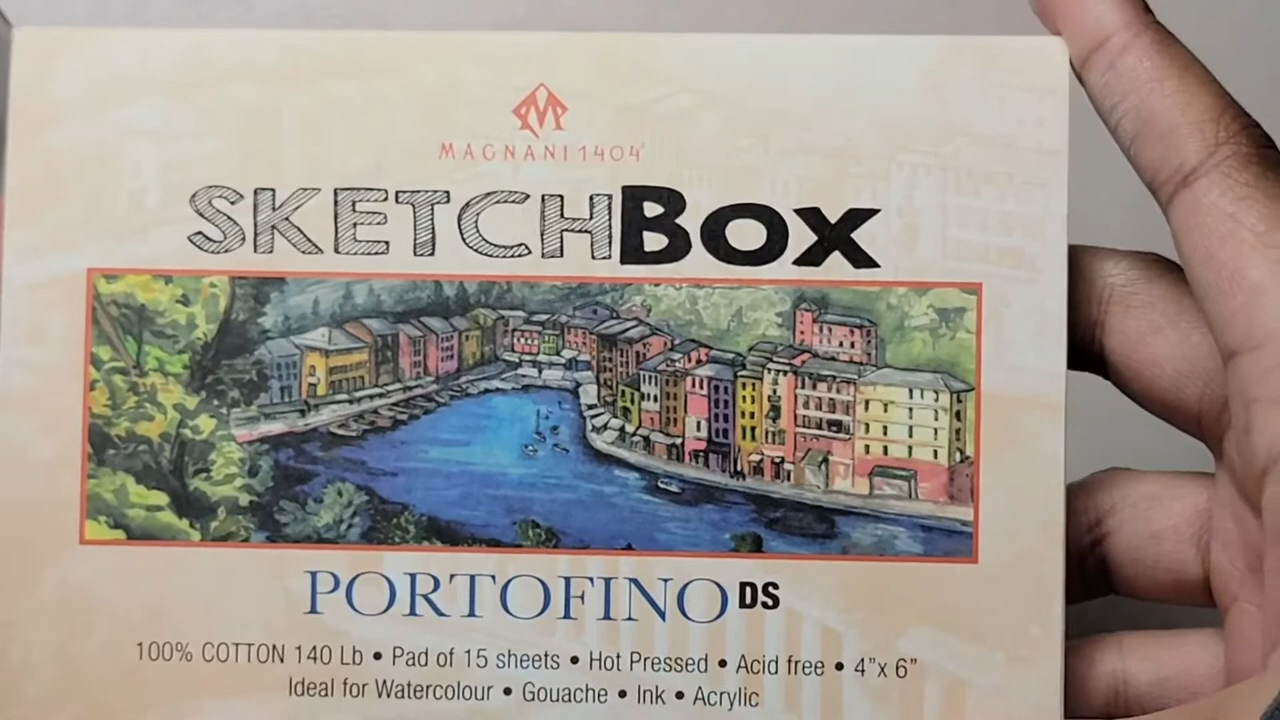 MAGNANI 1404
SKETCHBOX
PORTOFINO DS
100% COTTON 140 Lb • Pad of 15 sheets • Hot Pressed • Acid free • 4”x 6”
Ideal for Watercolour • Gouache • Ink • Acrylic